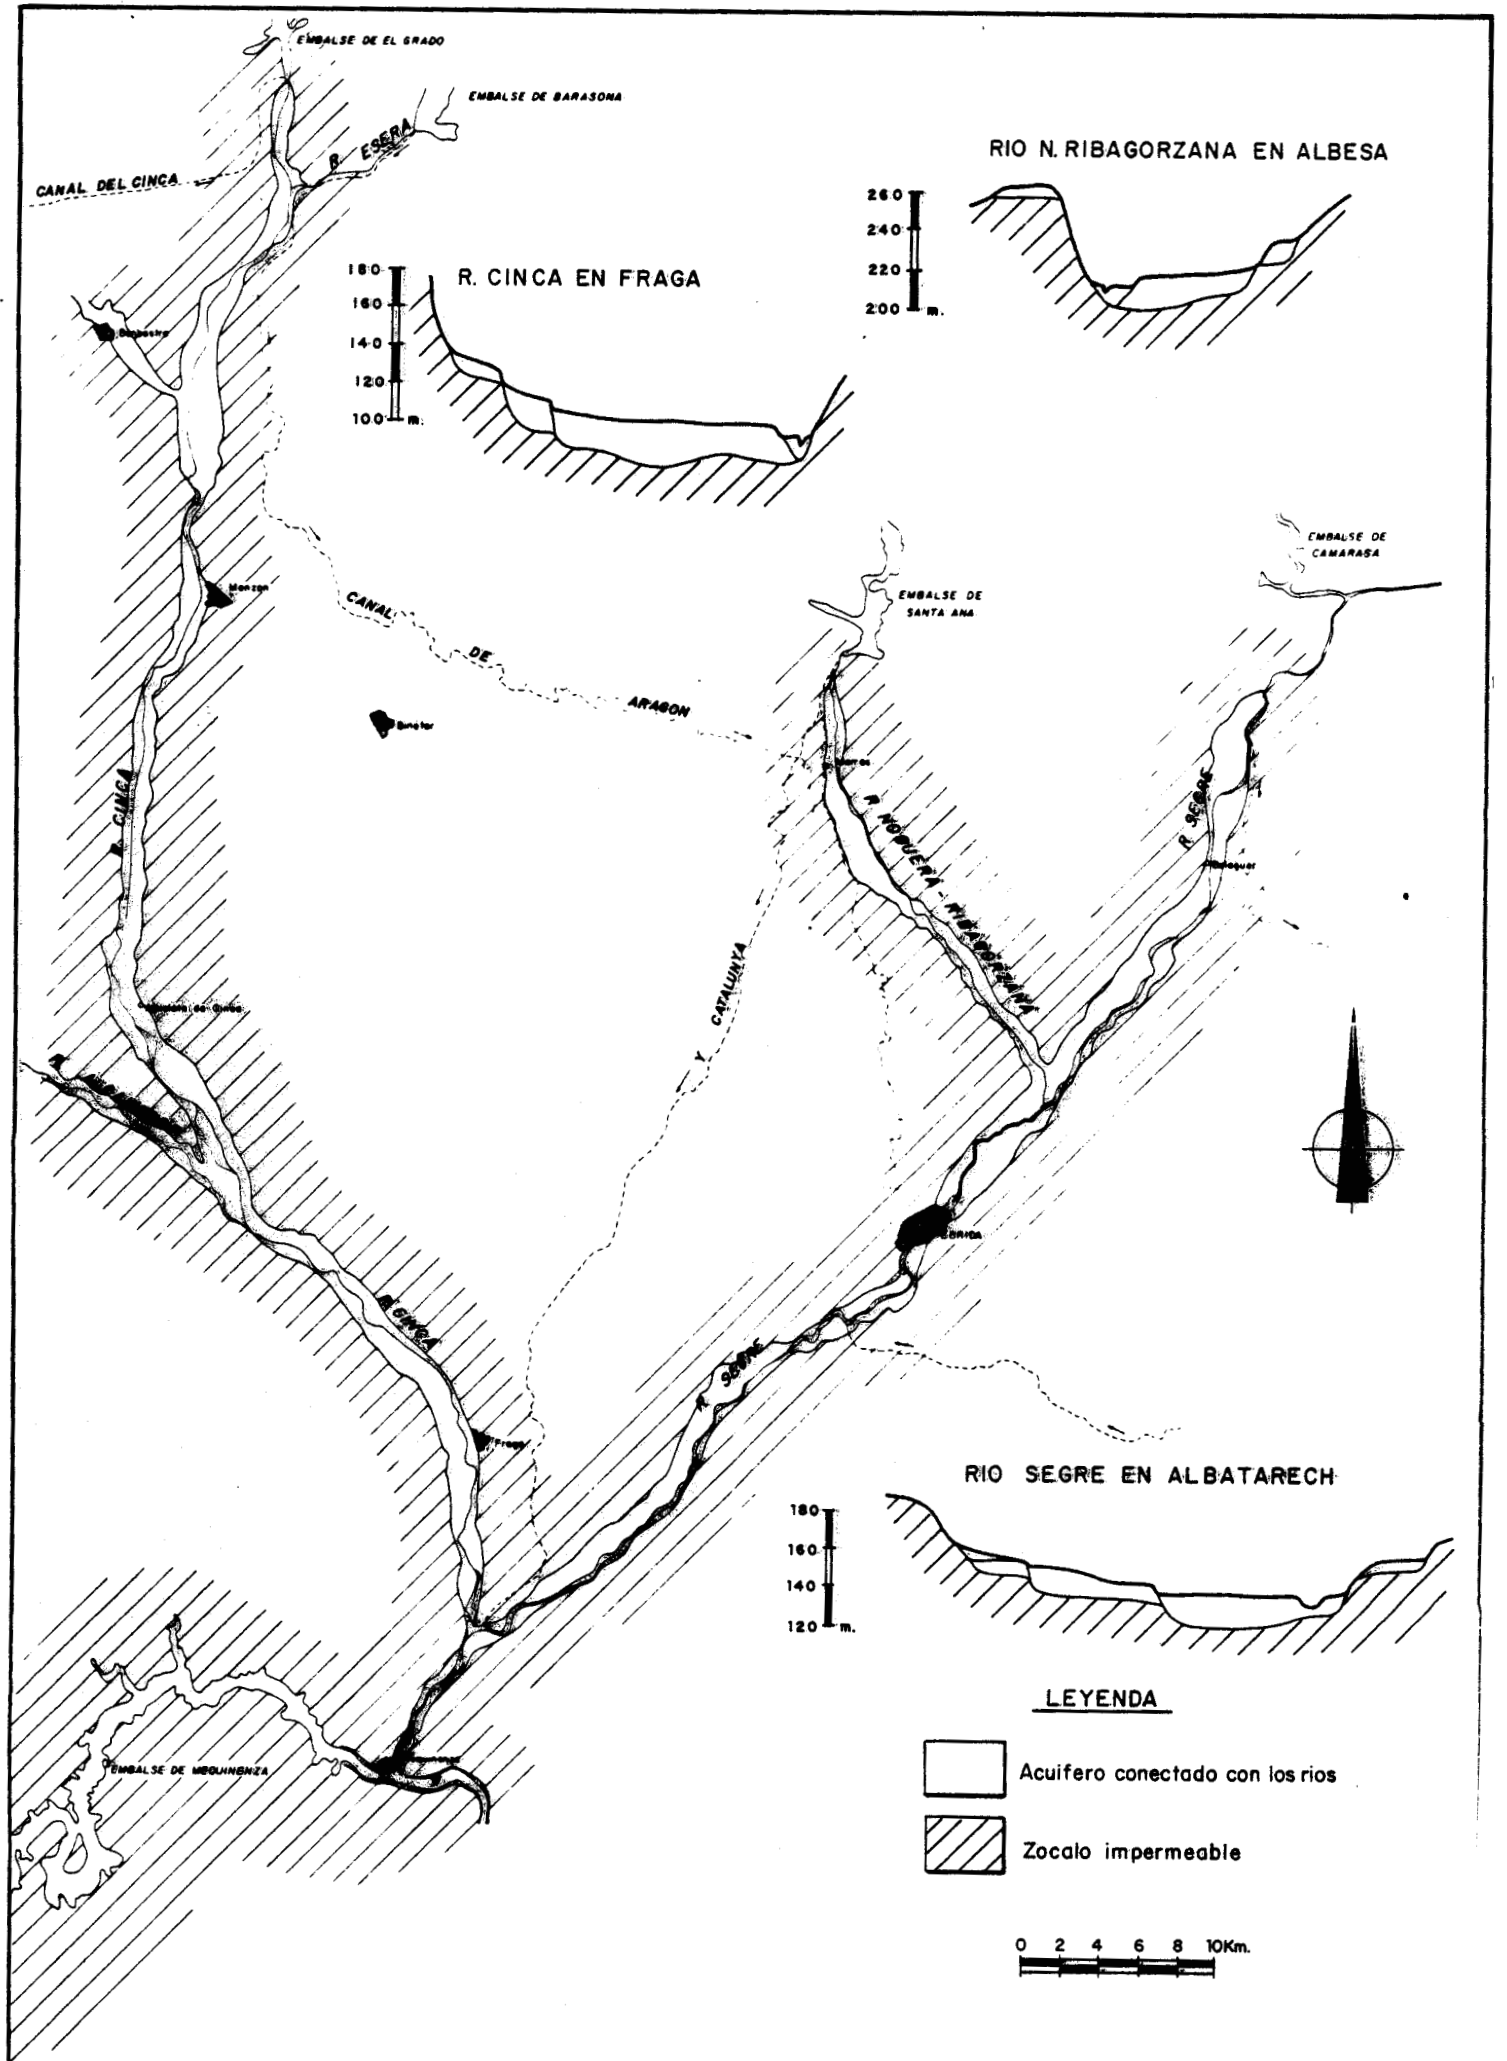 EMBALSE DE EL GRADO
EMBALSE DE BARASONA
R. ESERA
CANAL DEL CINCA
RIO N. RIBAGORZANA EN ALBESA
260
240
220
200 m.
R. CINCA EN FRAGA
180
160
140
120
100 m.
Barbastro
Monzon
EMBALSE DE
CAMARASA
EMBALSE DE
SANTA ANA
CANAL
DE
ARAGON
Binefar
R. CINCA
R NOGUERA - RIBAGORZANA
R SEGRE
Balaguer
Y CATALUNYA
R
R CINCA
R SEGRE
Fraga
RIO SEGRE EN ALBATARECH
180
160
140
120 m.
EMBALSE DE MEQUINENZA
LEYENDA
Acuifero conectado con los rios
Zocalo impermeable
0 2 4 6 8 10Km.